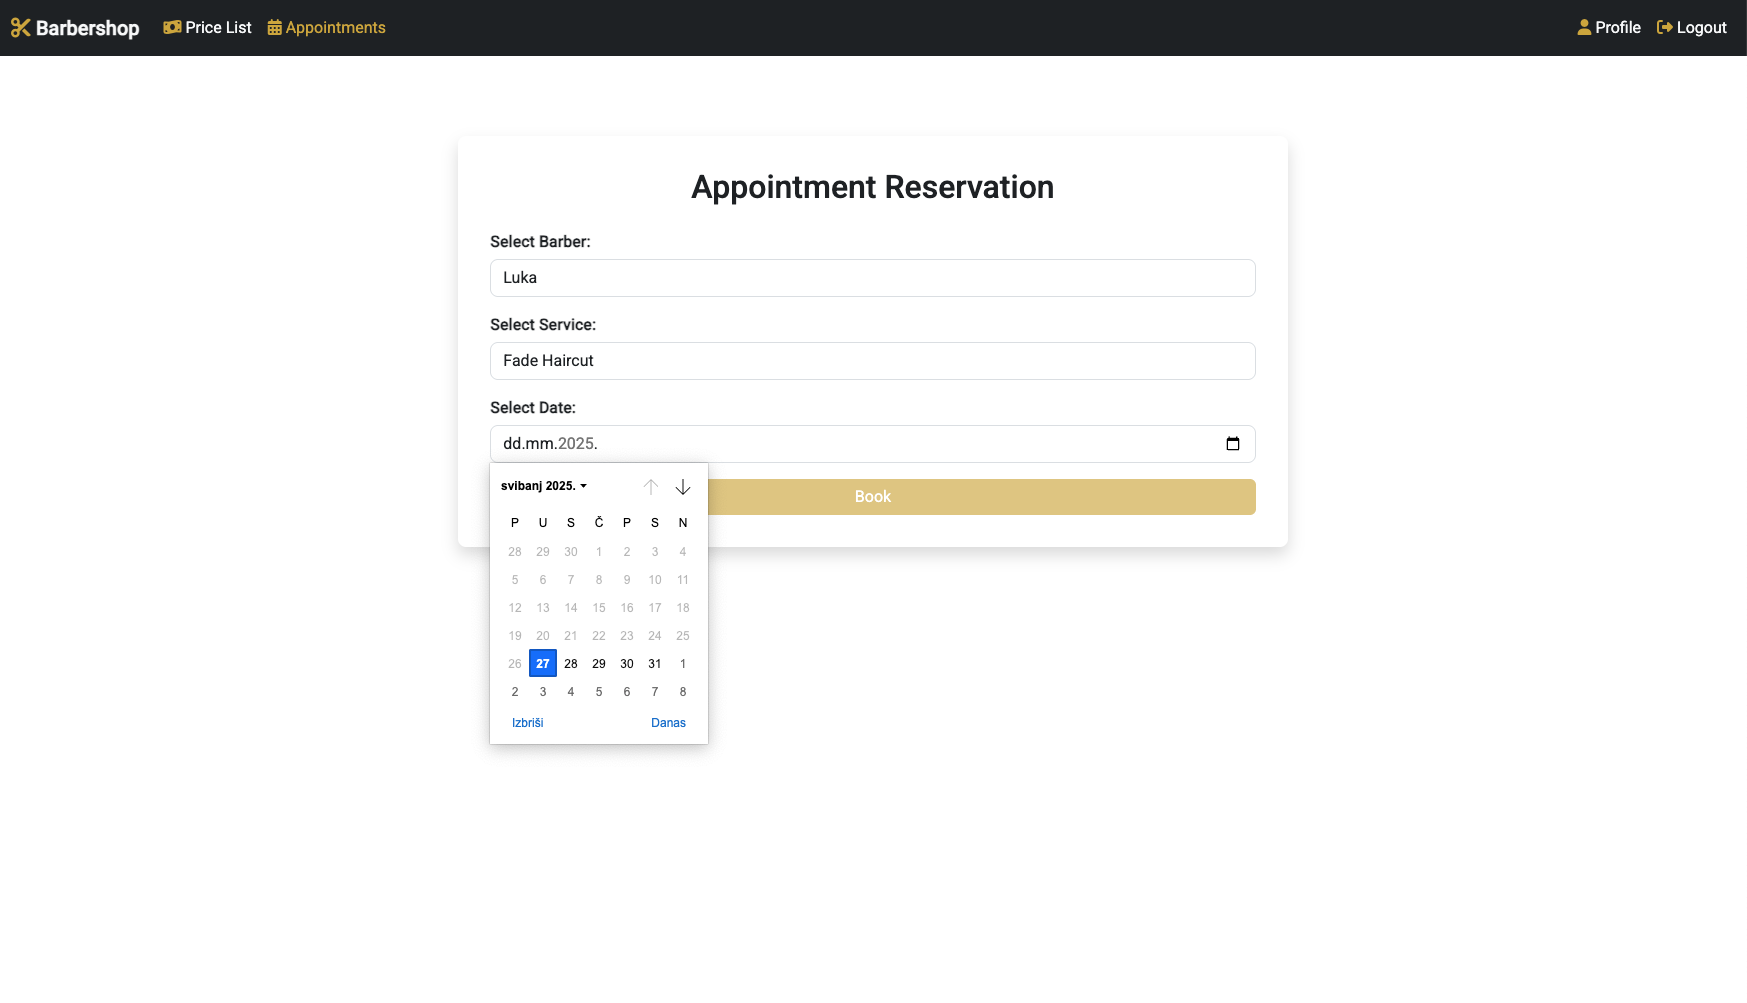 Barbershop Price List Appointments Profile Logout
Appointment Reservation
Select Barber:
Luka
Select Service:
Fade Haircut
Select Date:
dd.mm.2025.
svibanj 2025.
Book
P U S Č P S N
28 29 30 1 2 3 4
5 6 7 8 9 10 11
12 13 14 15 16 17 18
19 20 21 22 23 24 25
26 27 28 29 30 31 1
2 3 4 5 6 7 8
Izbriši Danas